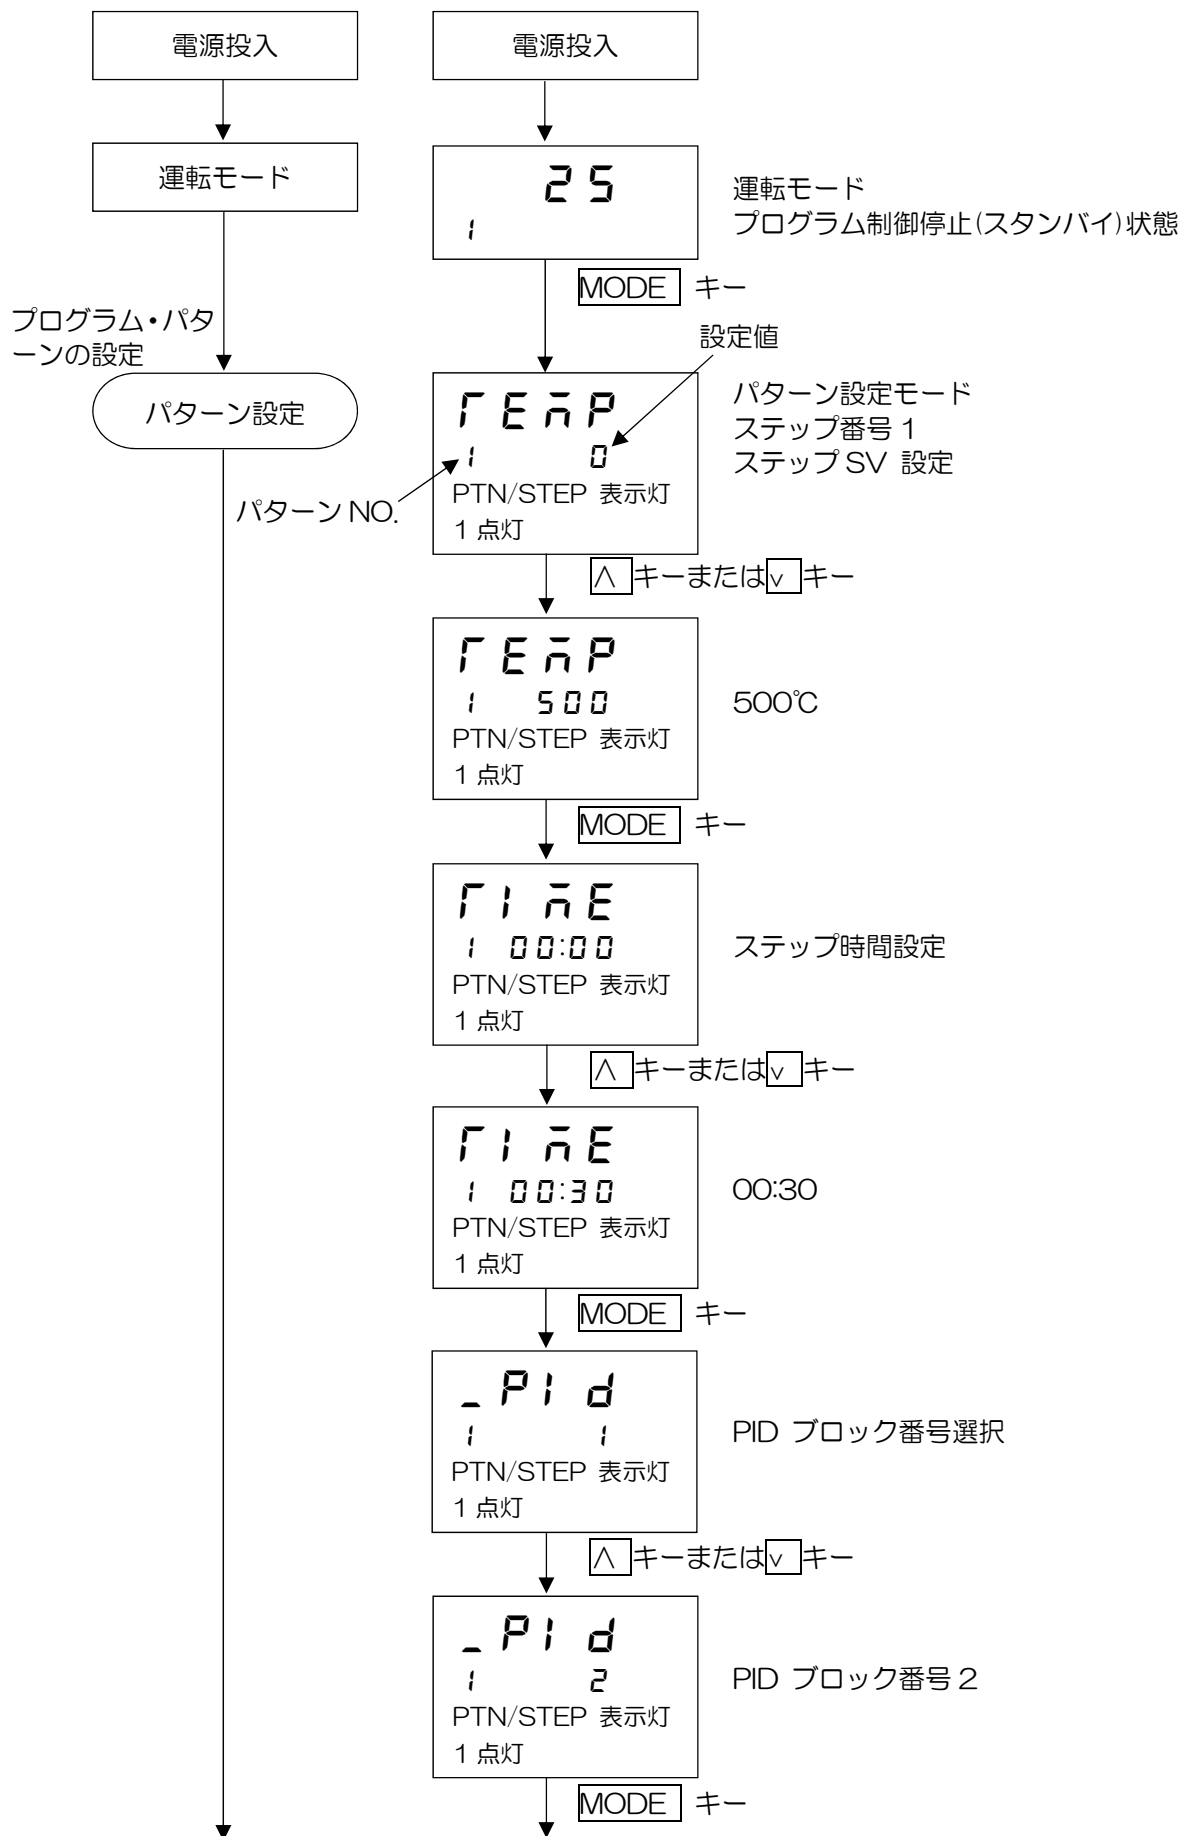 電源投入
運転モード
プログラム・パタ
ーンの設定
パターン設定
電源投入
25
1
運転モード
プログラム制御停止(スタンバイ)状態
MODE キー
設定値
TEMP
1 0
PTN/STEP 表示灯
1 点灯
パターン NO.
パターン設定モード
ステップ番号 1
ステップ SV 設定
∧ キーまたは ∨ キー
TEMP
1 500
PTN/STEP 表示灯
1 点灯
500℃
MODE キー
TIME
1 00:00
PTN/STEP 表示灯
1 点灯
ステップ時間設定
∧ キーまたは ∨ キー
TIME
1 00:30
PTN/STEP 表示灯
1 点灯
00:30
MODE キー
_PId
1 1
PTN/STEP 表示灯
1 点灯
PID ブロック番号選択
∧ キーまたは ∨ キー
_PId
1 2
PTN/STEP 表示灯
1 点灯
PID ブロック番号 2
MODE キー